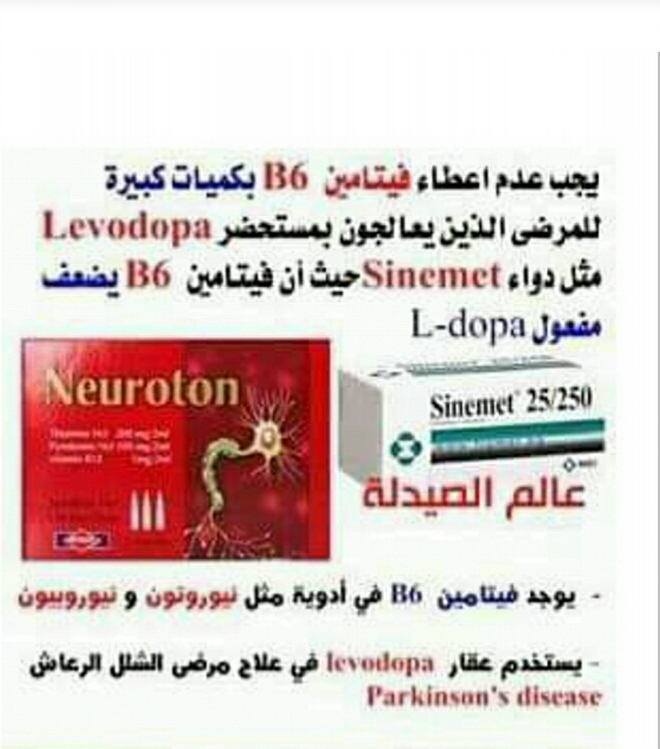 يجب عدم اعطاء فيتامين B6 بكميات كبيرة
للمرضى الذين يعالجون بمستحضر Levodopa
مثل دواء Sinemet حيث أن فيتامين B6 يضعف
مفعول L-dopa
Neuroton
Sinemet 25/250
عالم الصيدلة
- يوجد فيتامين B6 في أدوية مثل نيوروتون و نيوروبيون
- يستخدم عقار levodopa في علاج مرضى الشلل الرعاش
Parkinson's disease